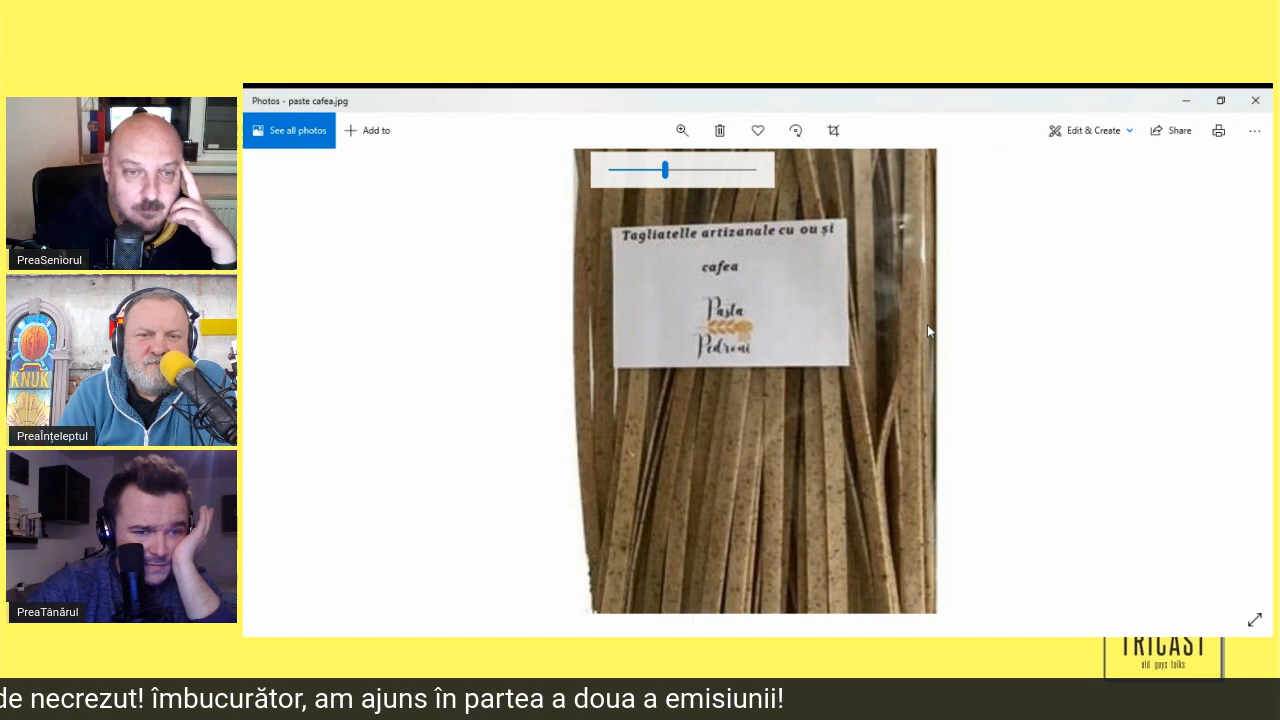 Photos - paste cafea.jpg
See all photos
Add to
Edit & Create
Share
Tagliatelle artizanale cu ou și
cafea
Pasta
Pedroni
PreaSeniorul
KNUK
PreaÎnțeleptul
PreaTânărul
TRICAST
old guys talks
de necrezut! îmbucurător, am ajuns în partea a doua a emisiunii!